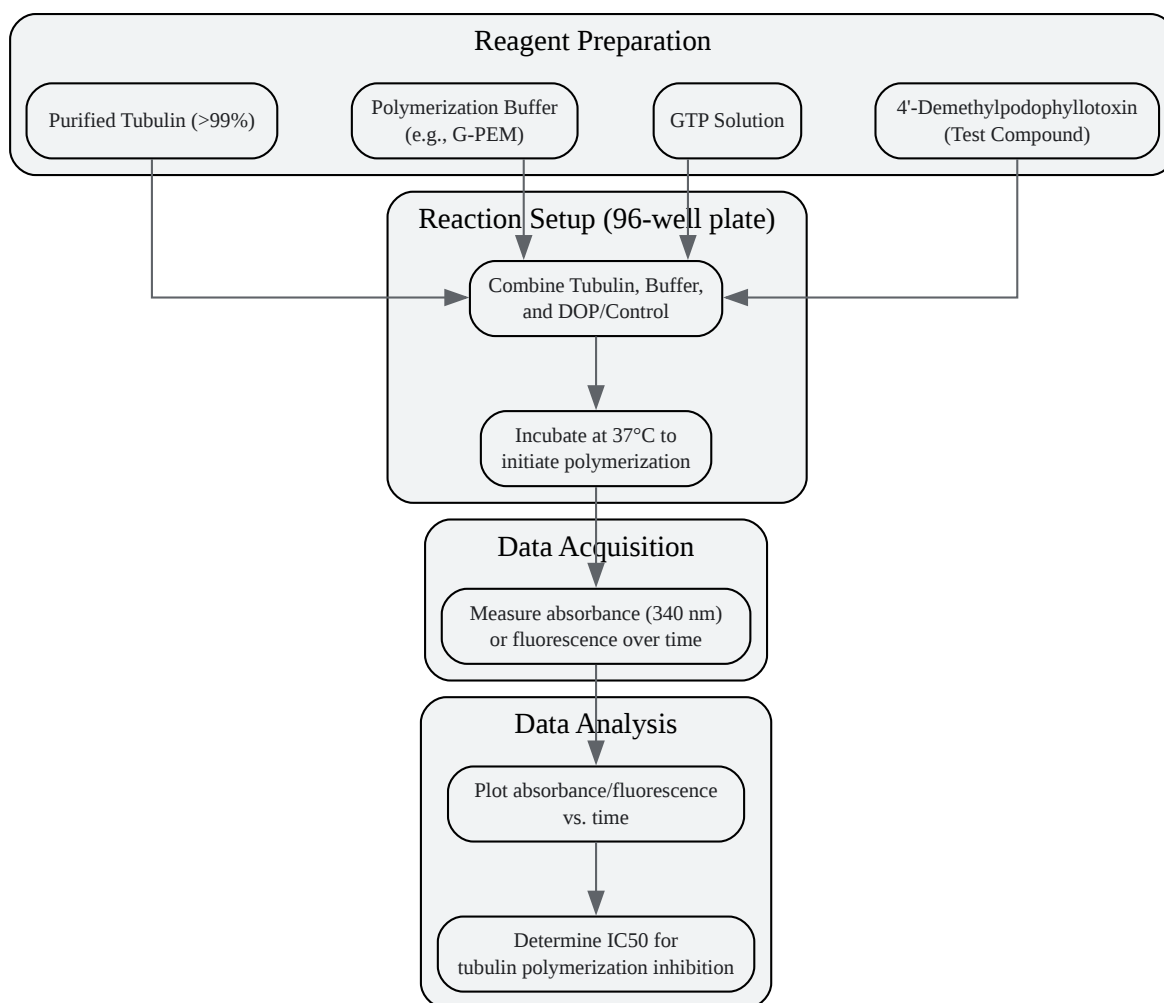 Reagent Preparation
Purified Tubulin (>99%)
Polymerization Buffer
(e.g., G-PEM)
GTP Solution
4'-Demethylpodophyllotoxin
(Test Compound)
Reaction Setup (96-well plate)
Combine Tubulin, Buffer,
and DOP/Control
Incubate at 37°C to
initiate polymerization
Data Acquisition
Measure absorbance (340 nm)
or fluorescence over time
Data Analysis
Plot absorbance/fluorescence
vs. time
Determine IC50 for
tubulin polymerization inhibition